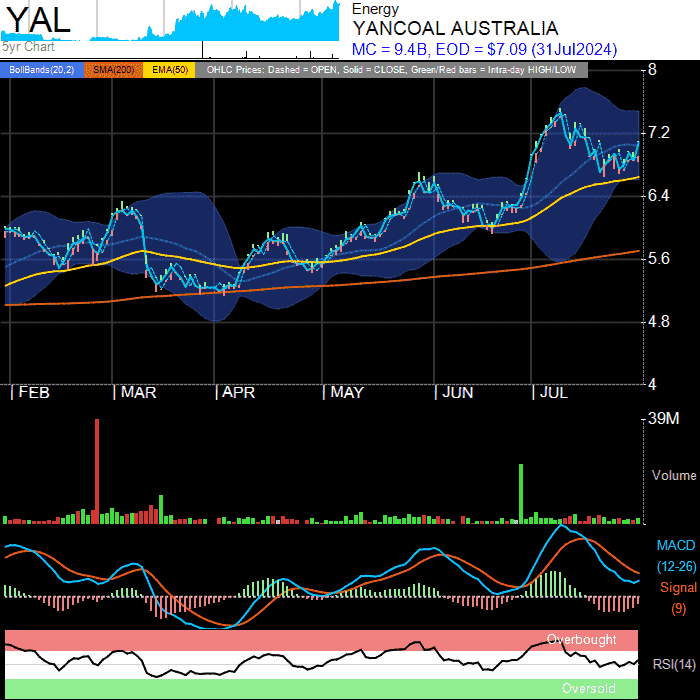 YAL
5yr Chart
Energy
YANCOAL AUSTRALIA
MC = 9.4B, EOD = $7.09 (31Jul2024)
BollBands(20,2) SMA(200) EMA(50) OHLC Prices: Dashed = OPEN, Solid = CLOSE, Green/Red bars = Intra-day HIGH/LOW
8
7.2
6.4
5.6
4.8
4
FEB MAR APR MAY JUN JUL
39M
Volume
MACD
(12-26)
Signal
(9)
Overbought
RSI(14)
Oversold